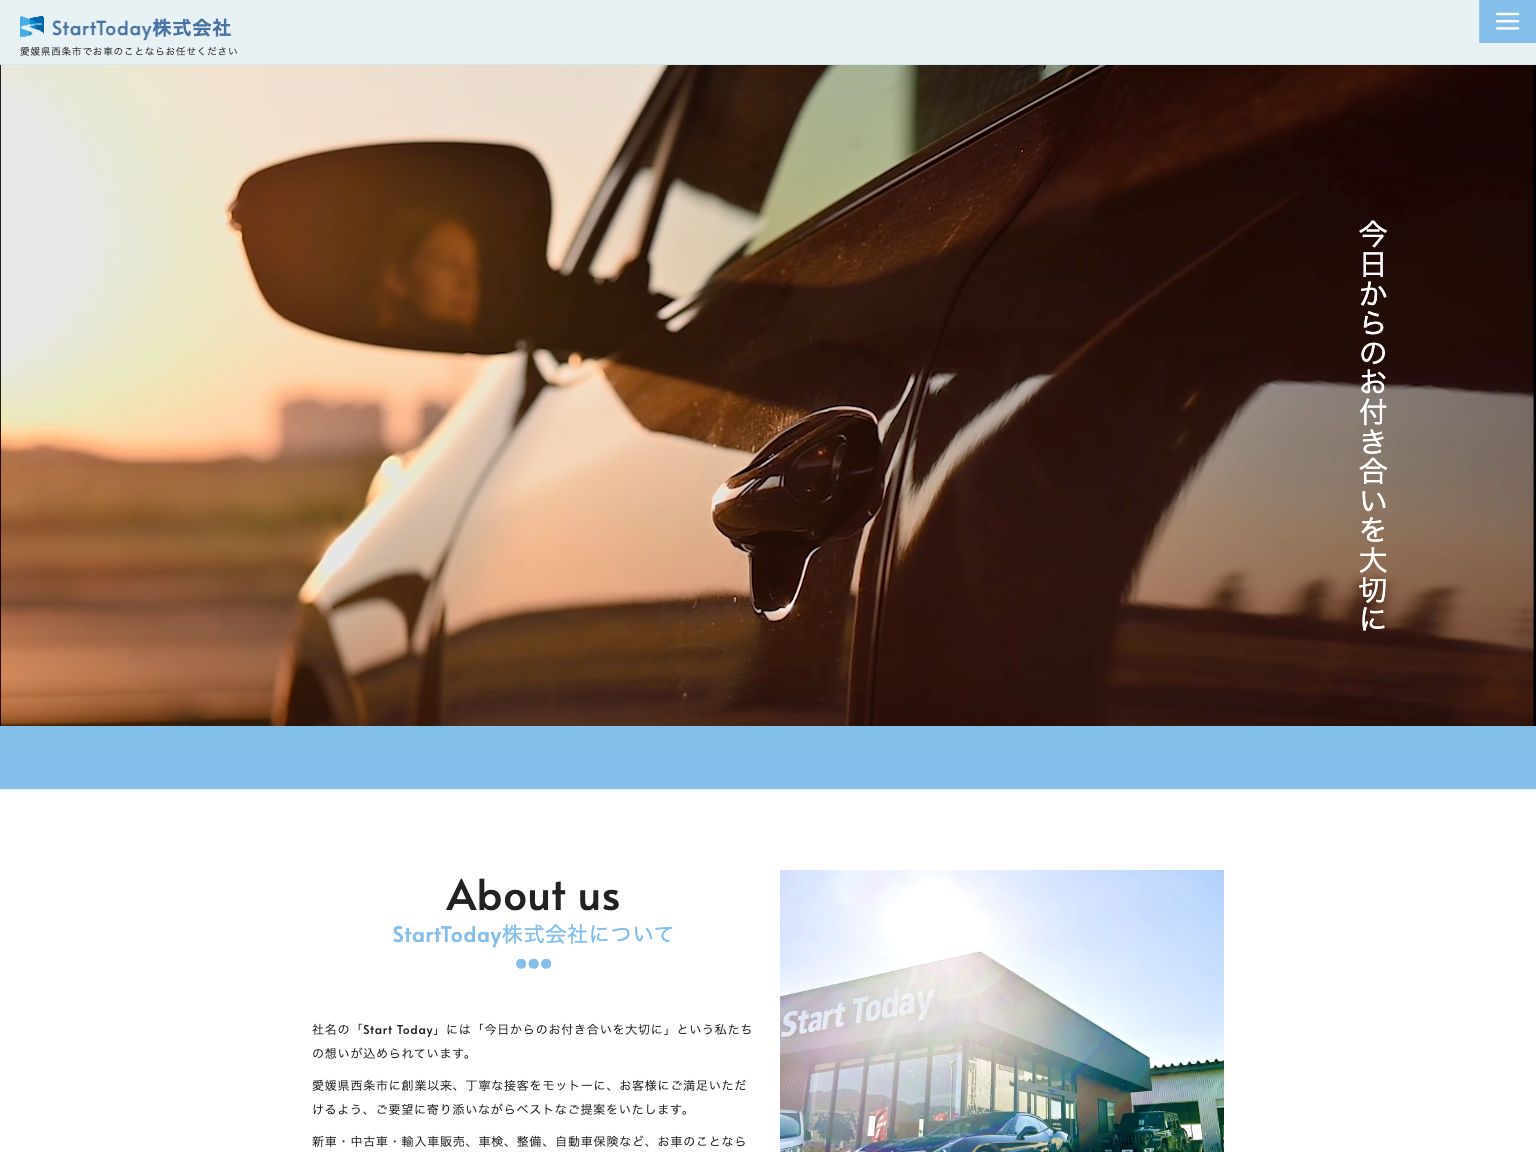 StartToday株式会社
愛媛県西条市でお車のことならお任せください
今日からのお付き合いを大切に
About us
StartToday株式会社について
社名の「Start Today」には「今日からのお付き合いを大切に」という私たち
の想いが込められています。
愛媛県西条市に創業以来、丁寧な接客をモットーに、お客様にご満足いただ
けるよう、ご要望に寄り添いながらベストなご提案をいたします。
新車・中古車・輸入車販売、車検、整備、自動車保険など、お車のことなら
Start Today